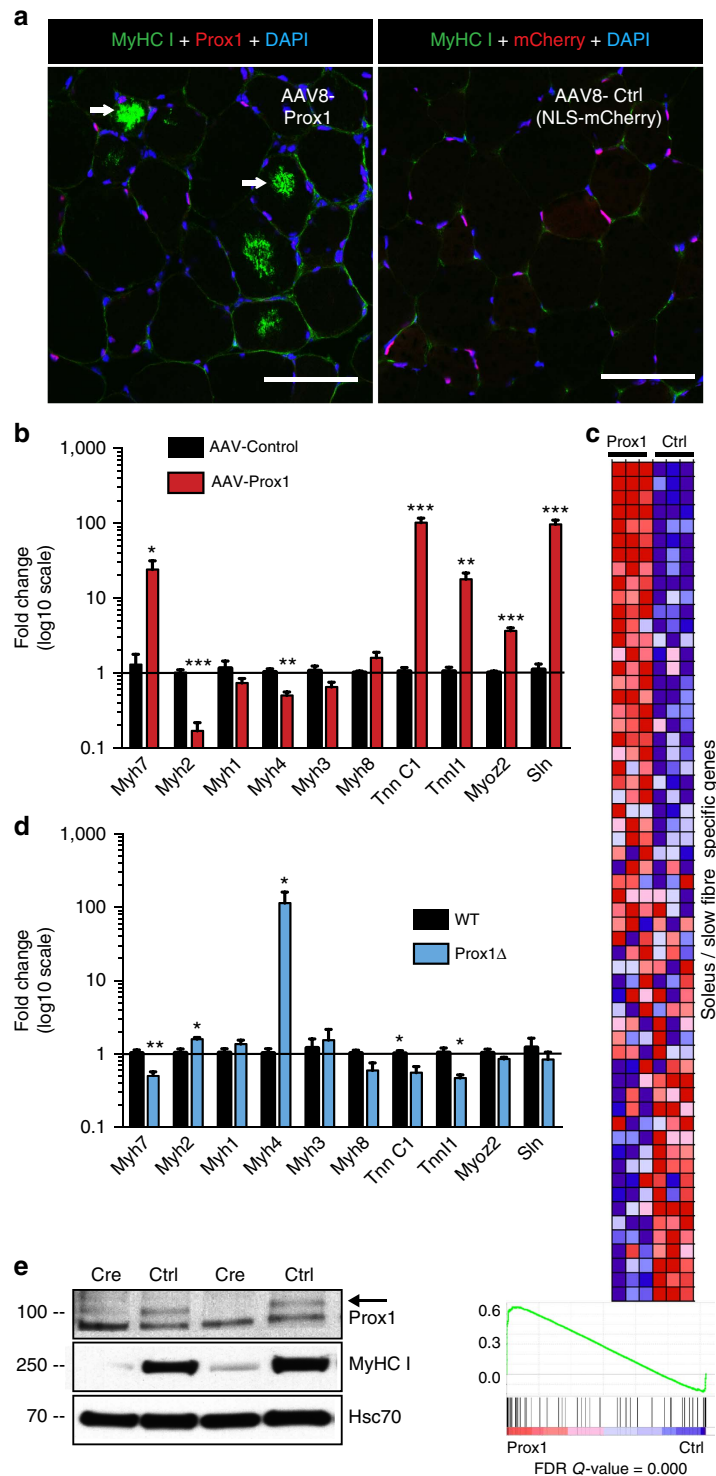 a
MyHC I + Prox1 + DAPI
MyHC I + mCherry + DAPI
AAV8-
Prox1
AAV8- Ctrl
(NLS-mCherry)
b
1,000
100
10
1
0.1
Fold change
(log10 scale)
AAV-Control
AAV-Prox1
*
***
**
***
**
***
***
Myh7
Myh2
Myh1
Myh4
Myh3
Myh8
Tnn C1
TnnI1
Myoz2
Sln
c
Prox1
Ctrl
Soleus / slow fibre specific genes
d
1,000
100
10
1
0.1
Fold change
(log10 scale)
WT
Prox1Δ
**
*
*
*
*
Myh7
Myh2
Myh1
Myh4
Myh3
Myh8
Tnn C1
TnnI1
Myoz2
Sln
e
Cre
Ctrl
Cre
Ctrl
100 --
Prox1
250 --
MyHC I
70 --
Hsc70
0.6
0.3
0.0
Prox1
Ctrl
FDR Q-value = 0.000